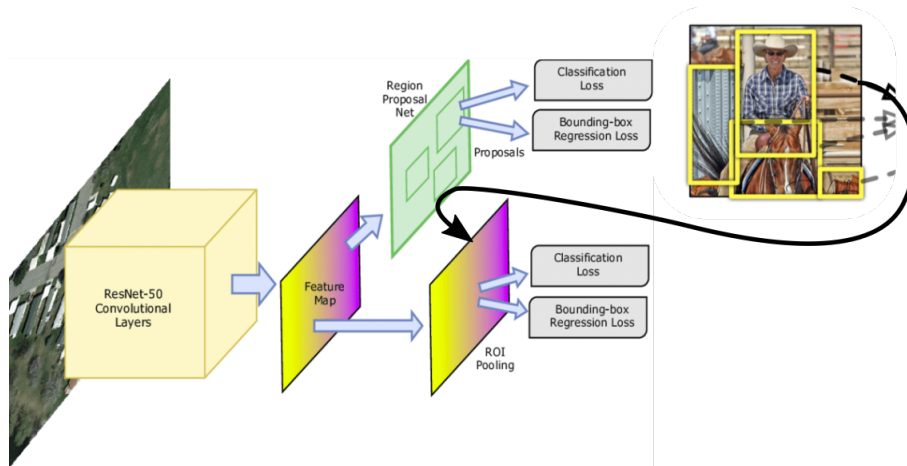 Classification
Loss
Region
Proposal
Net
Bounding-box
Regression Loss
Proposals
ResNet-50
Convolutional
Layers
Feature
Map
Classification
Loss
Bounding-box
Regression Loss
ROI
Pooling